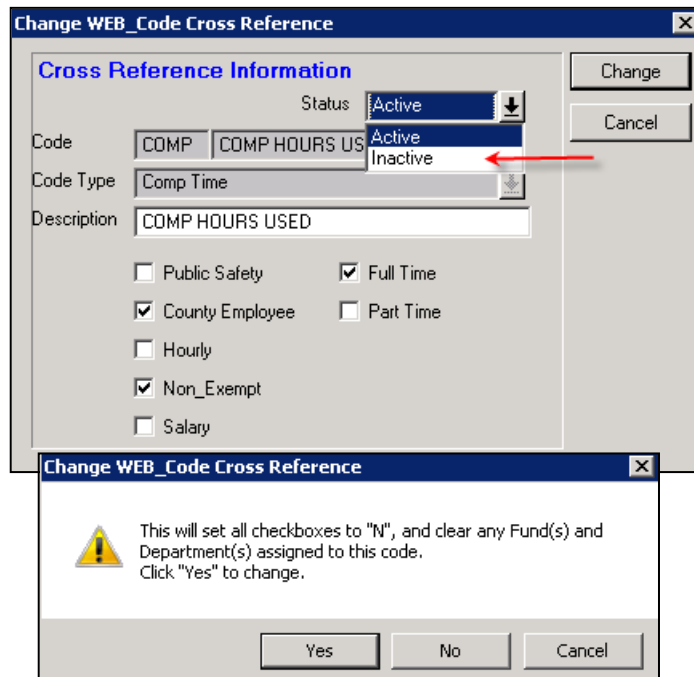 Change WEB_Code Cross Reference
Cross Reference Information
Change
Status Active
Cancel
Active
Code COMP COMP HOURS US
Inactive
Code Type Comp Time
Description COMP HOURS USED
Public Safety Full Time
County Employee Part Time
Hourly
Non_Exempt
Salary
Change WEB_Code Cross Reference
This will set all checkboxes to "N", and clear any Fund(s) and
Department(s) assigned to this code.
Click "Yes" to change.
Yes No Cancel